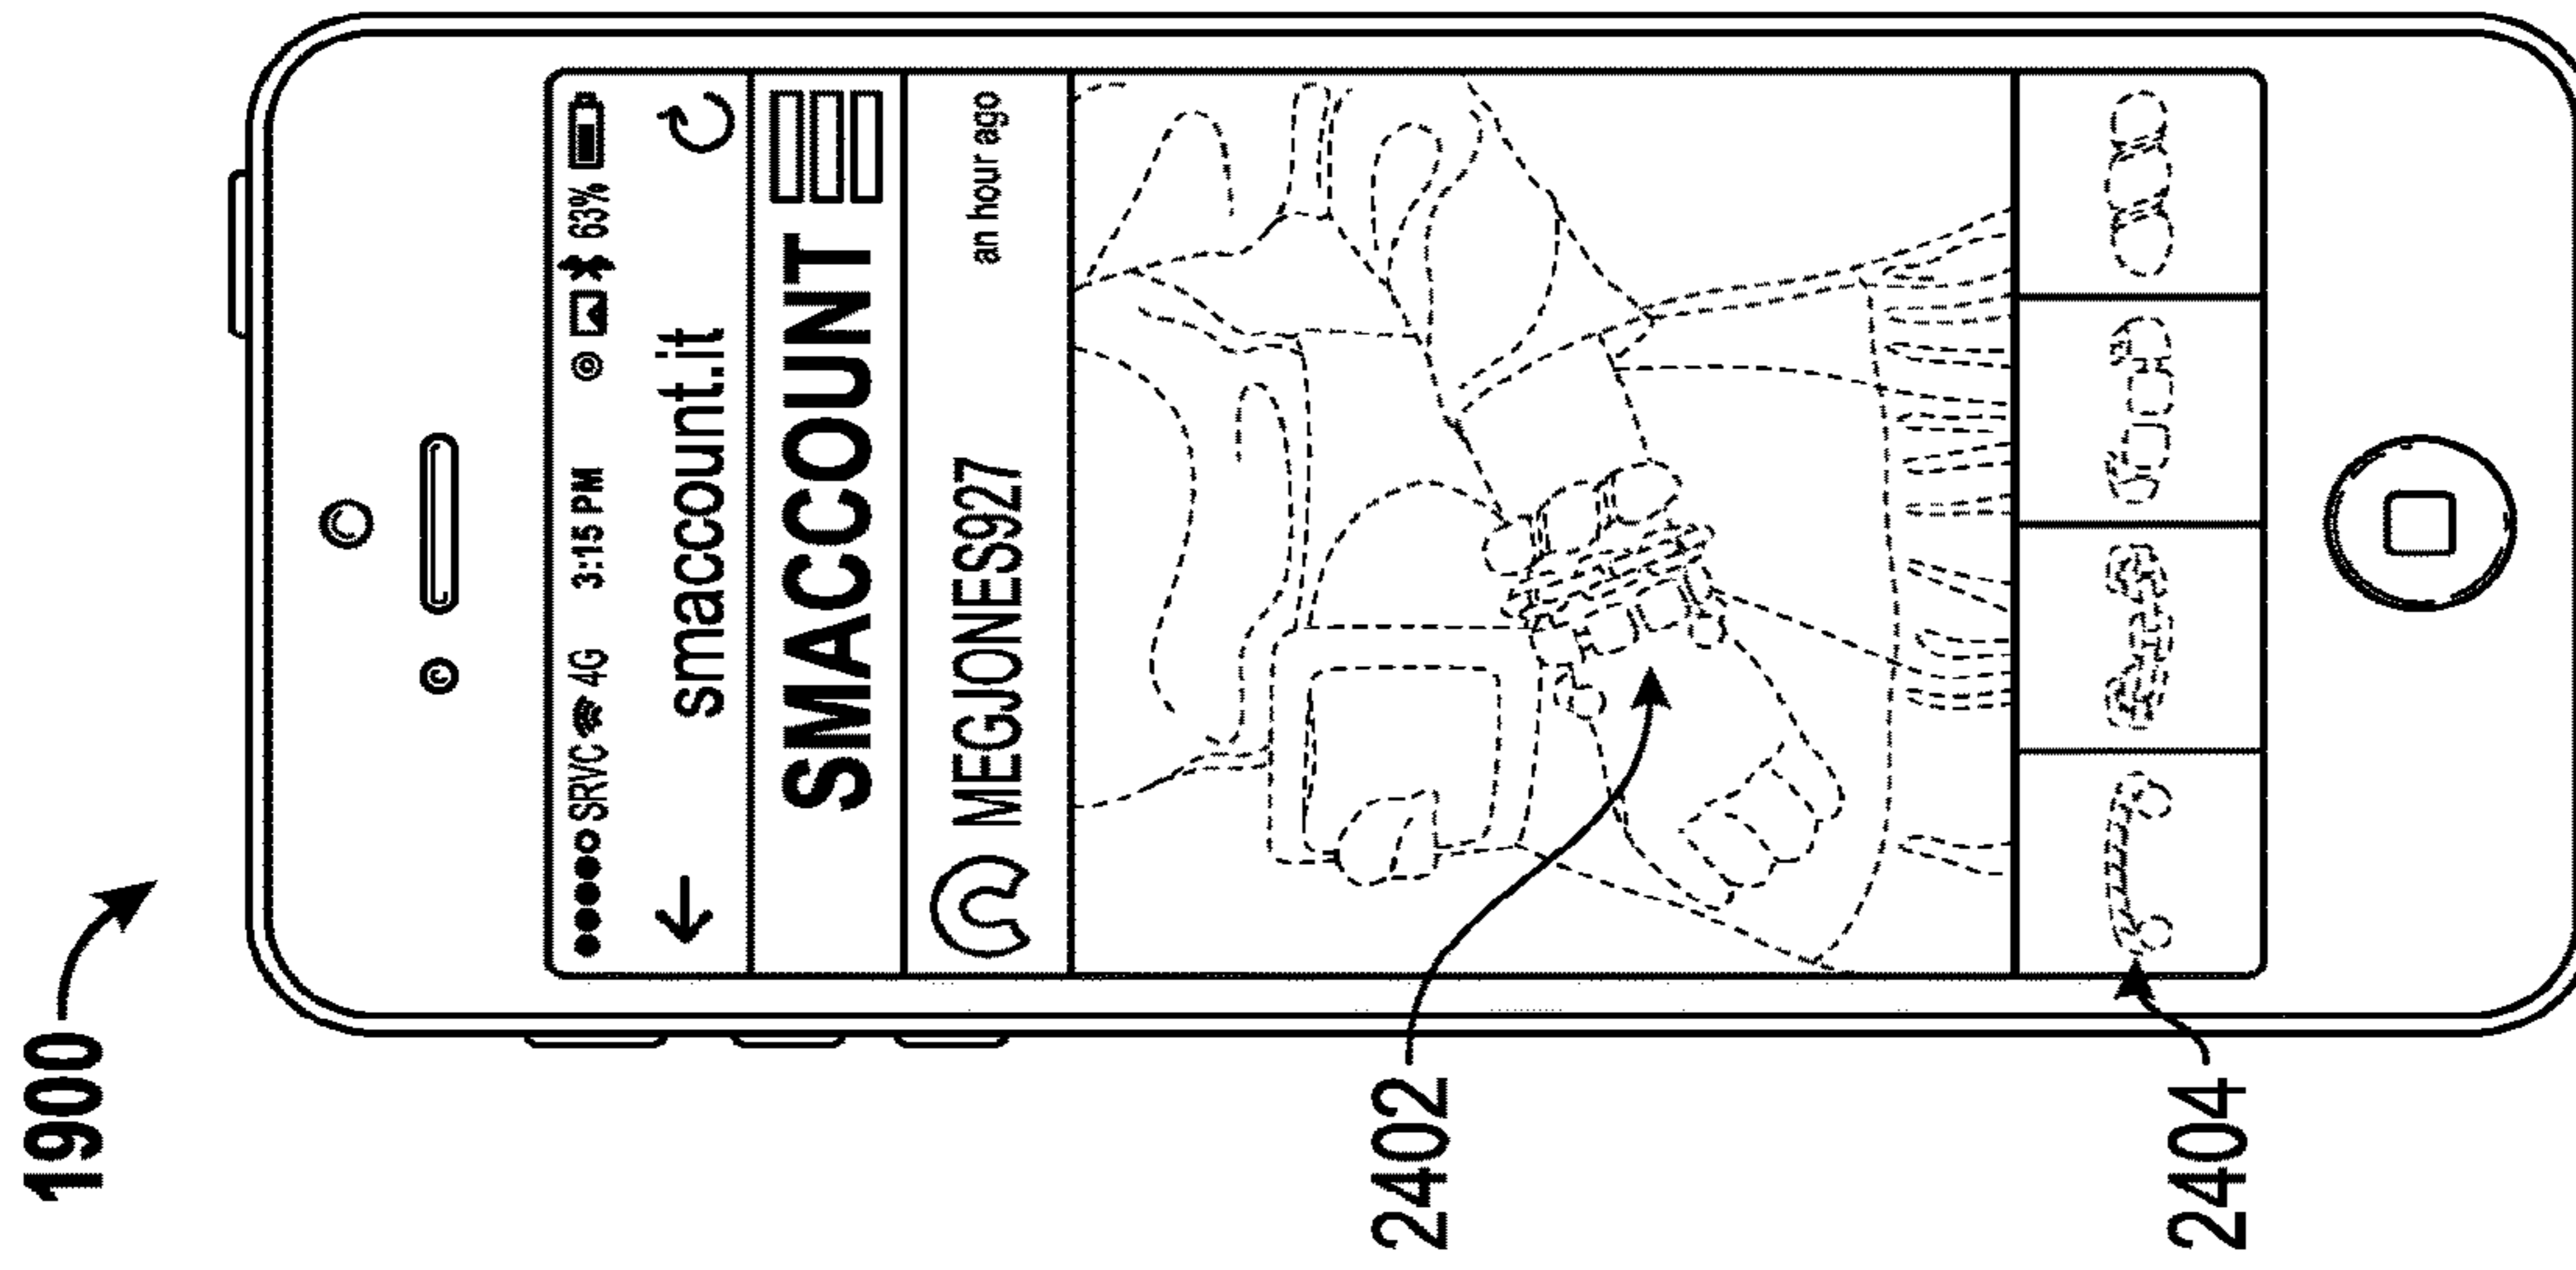 1900
●●●●○SRVC 4G 3:15 PM 63%
smaccount.it
SMACCOUNT
MEGJONES927 an hour ago
2402
2404